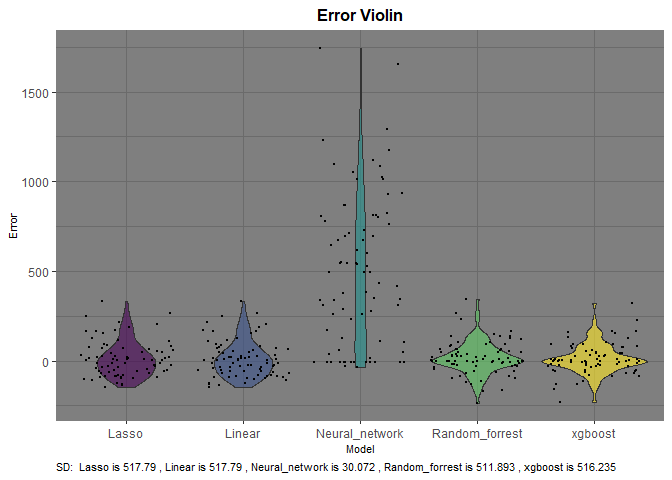 Error Violin
1500
1000
500
0
Error
Lasso Linear Neural_network Random_forrest xgboost
Model
SD: Lasso is 517.79 , Linear is 517.79 , Neural_network is 30.072 , Random_forrest is 511.893 , xgboost is 516.235